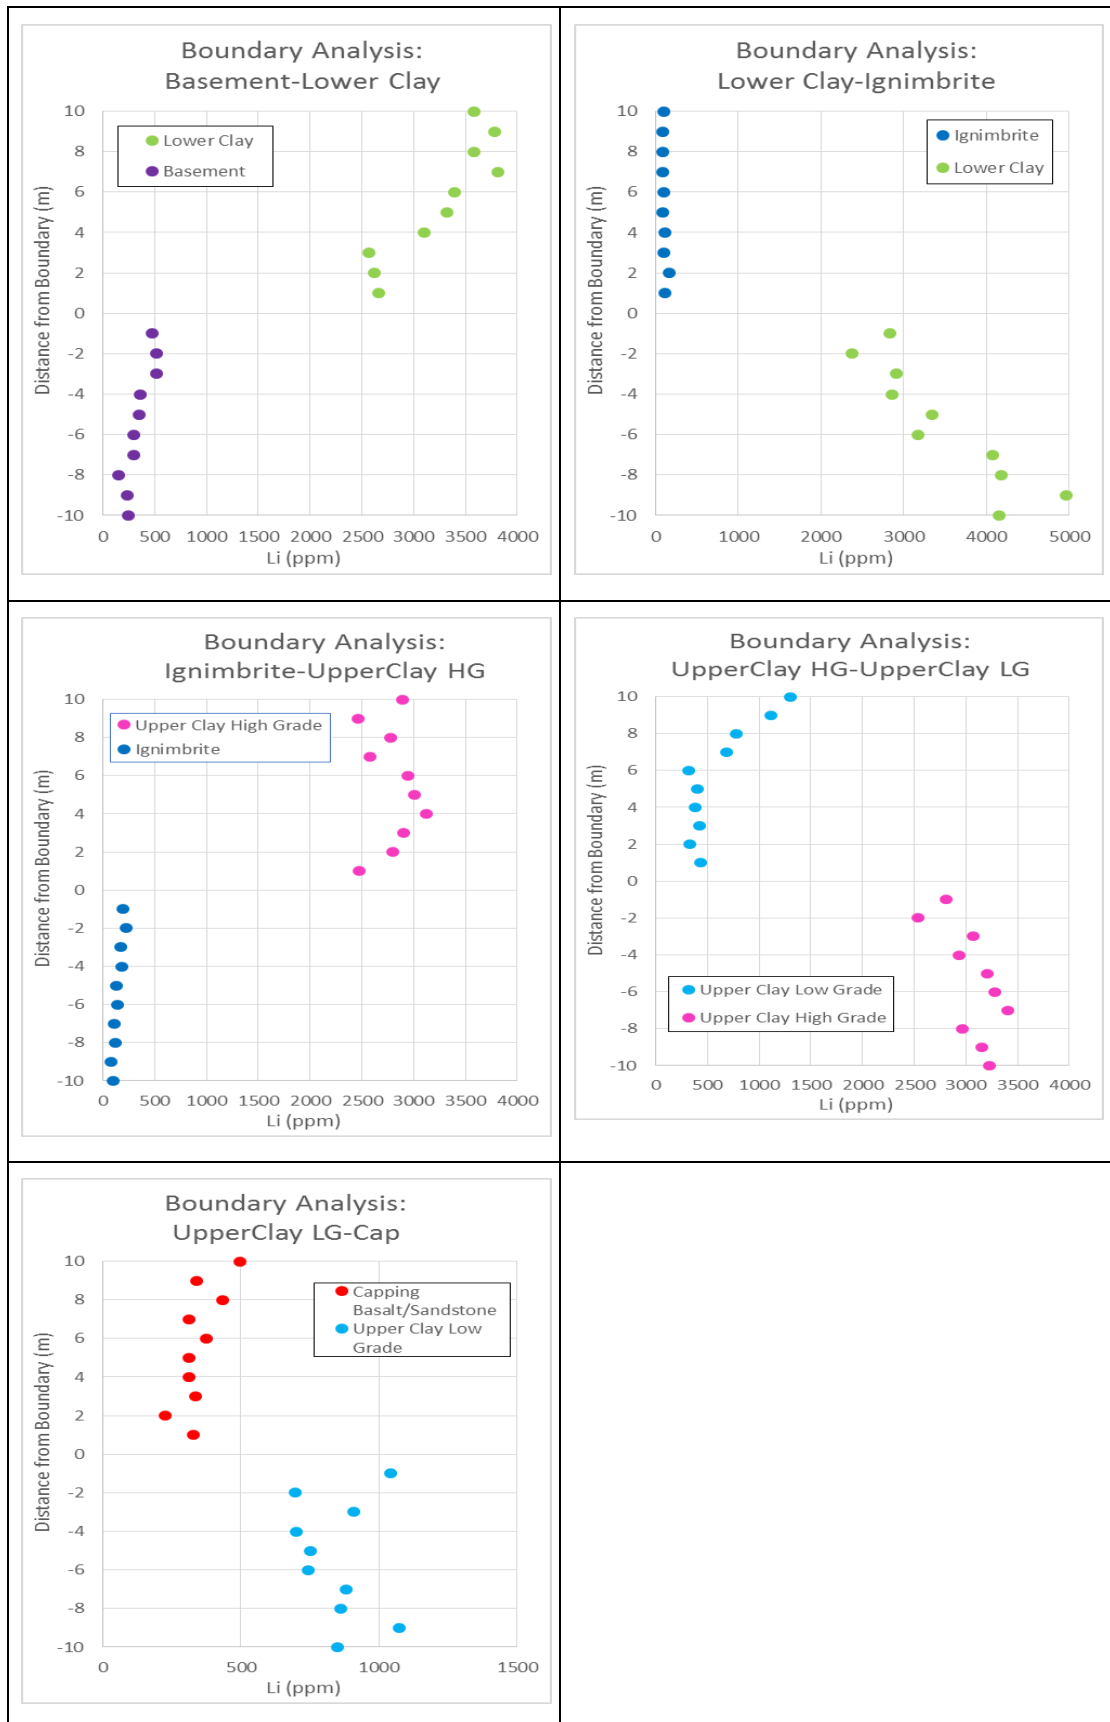 Boundary Analysis:
Basement-Lower Clay
10
8
6
4
2
0
-2
-4
-6
-8
-10
Distance from Boundary (m)
Lower Clay
Basement
0 500 1000 1500 2000 2500 3000 3500 4000
Li (ppm)
Boundary Analysis:
Lower Clay-Ignimbrite
10
8
6
4
2
0
-2
-4
-6
-8
-10
Distance from Boundary (m)
Ignimbrite
Lower Clay
0 1000 2000 3000 4000 5000
Li (ppm)
Boundary Analysis:
Ignimbrite-UpperClay HG
10
8
6
4
2
0
-2
-4
-6
-8
-10
Distance from Boundary (m)
Upper Clay High Grade
Ignimbrite
0 500 1000 1500 2000 2500 3000 3500 4000
Li (ppm)
Boundary Analysis:
UpperClay HG-UpperClay LG
10
8
6
4
2
0
-2
-4
-6
-8
-10
Distance from Boundary (m)
Upper Clay Low Grade
Upper Clay High Grade
0 500 1000 1500 2000 2500 3000 3500 4000
Li (ppm)
Boundary Analysis:
UpperClay LG-Cap
10
8
6
4
2
0
-2
-4
-6
-8
-10
Distance from Boundary (m)
Capping
Basalt/Sandstone
Upper Clay Low
Grade
0 500 1000 1500
Li (ppm)